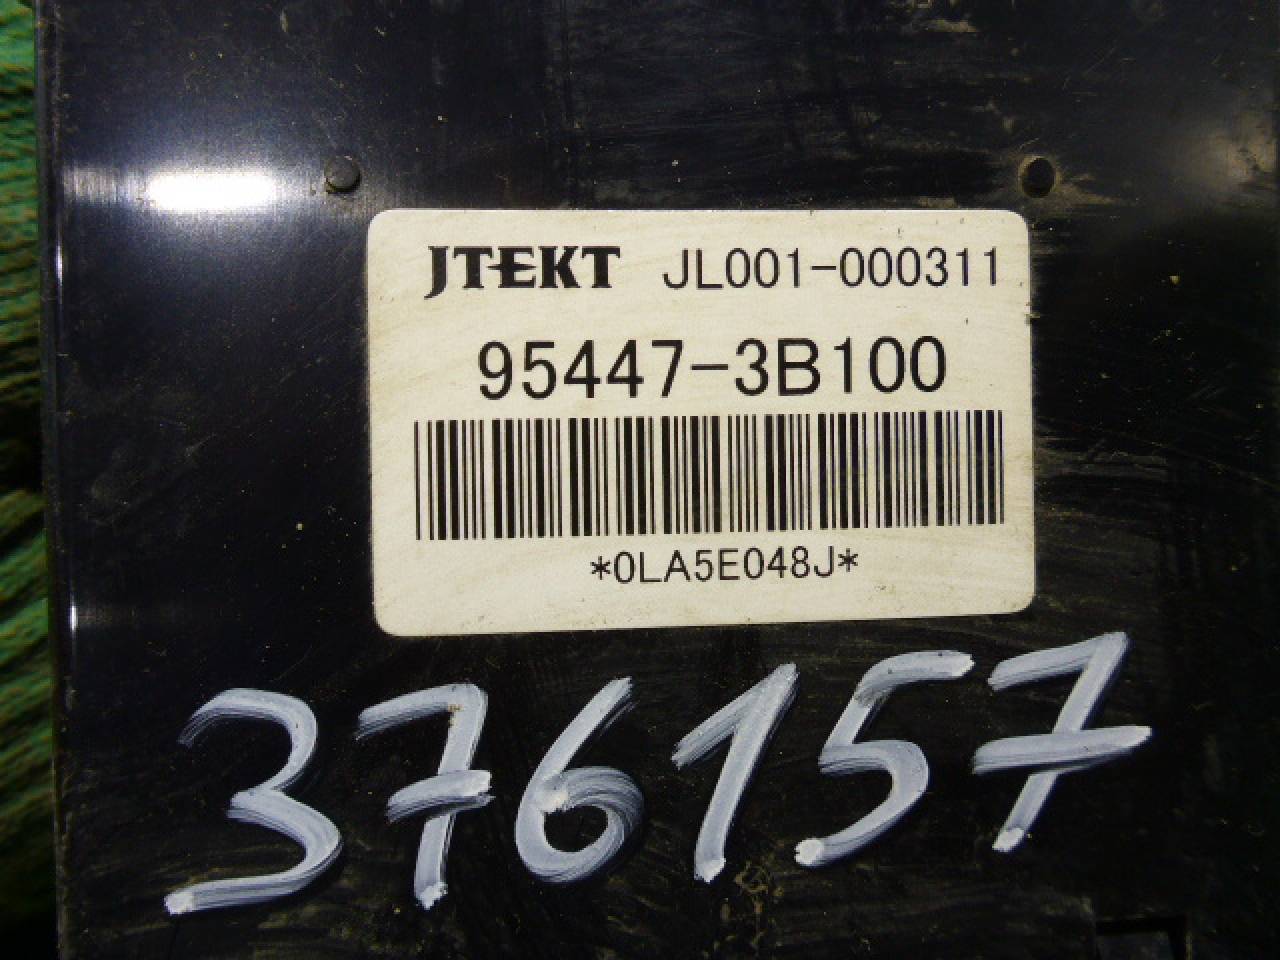 JTEKT JL001-000311
95447-3B100
*0LA5E048J*
376157